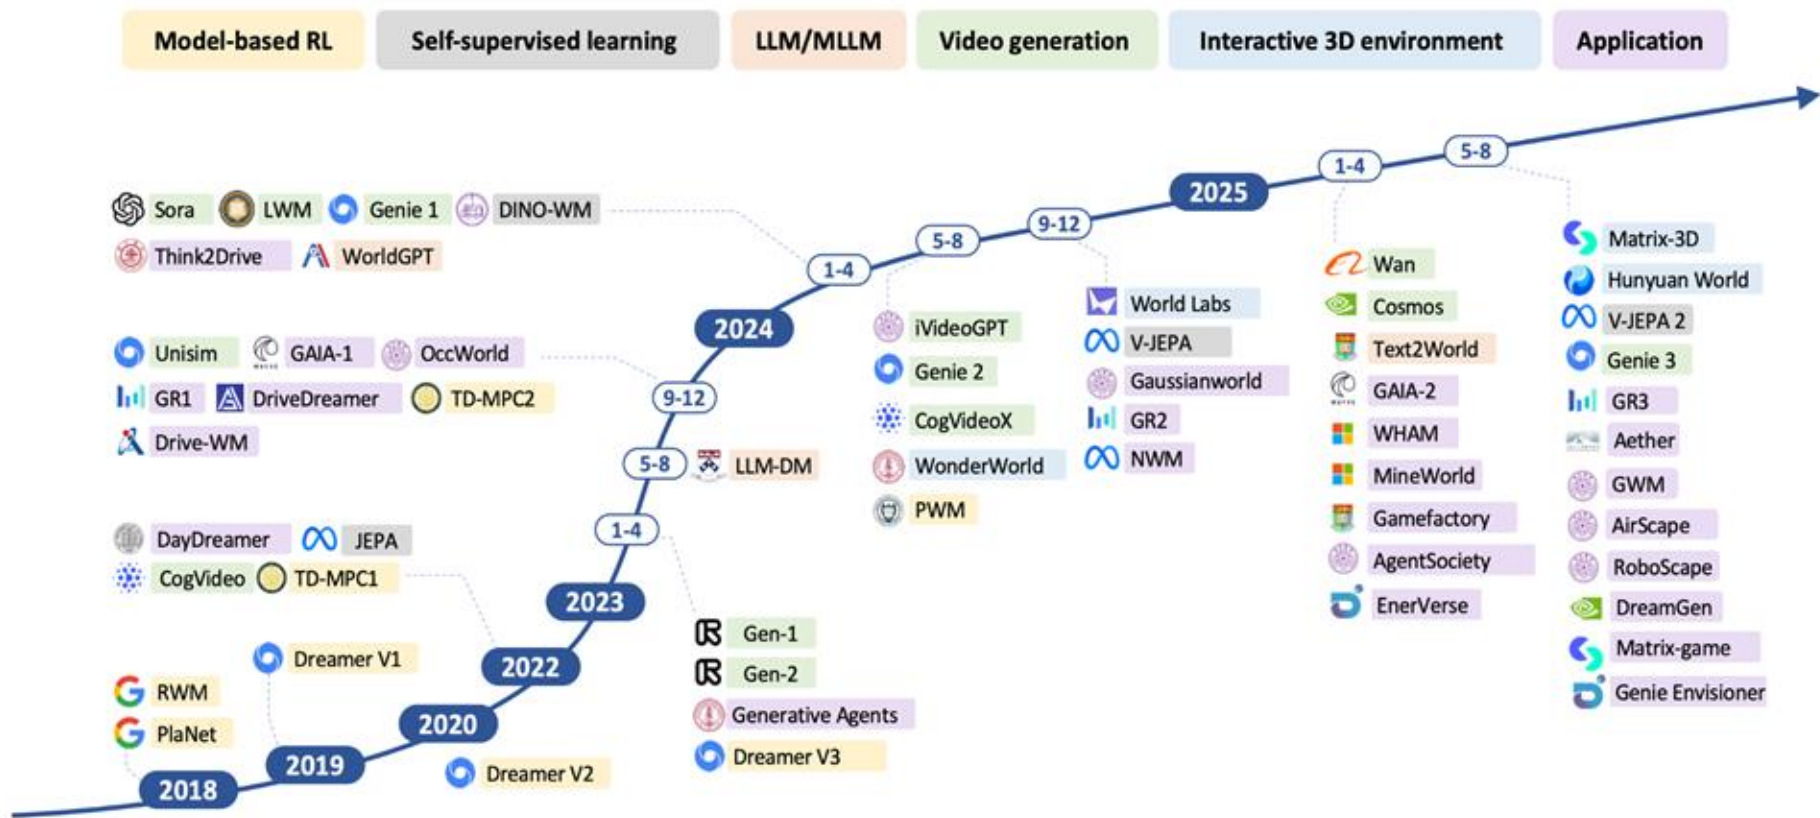 Model-based RL
Self-supervised learning
LLM/MLLM
Video generation
Interactive 3D environment
Application
2018
RWM
PlaNet
2019
Dreamer V1
2020
Dreamer V2
2022
DayDreamer JEPA
CogVideo TD-MPC1
2023
1-4
Gen-1
Gen-2
Generative Agents
Dreamer V3
5-8
LLM-DM
9-12
Unisim GAIA-1 OccWorld
GR1 DriveDreamer TD-MPC2
Drive-WM
2024
1-4
Sora LWM Genie 1 DINO-WM
Think2Drive WorldGPT
5-8
iVideoGPT
Genie 2
CogVideoX
WonderWorld
PWM
9-12
World Labs
V-JEPA
Gaussianworld
GR2
NWM
2025
1-4
Wan
Cosmos
Text2World
GAIA-2
WHAM
MineWorld
Gamefactory
AgentSociety
EnerVerse
5-8
Matrix-3D
Hunyuan World
V-JEPA 2
Genie 3
GR3
Aether
GWM
AirScape
RoboScape
DreamGen
Matrix-game
Genie Envisioner